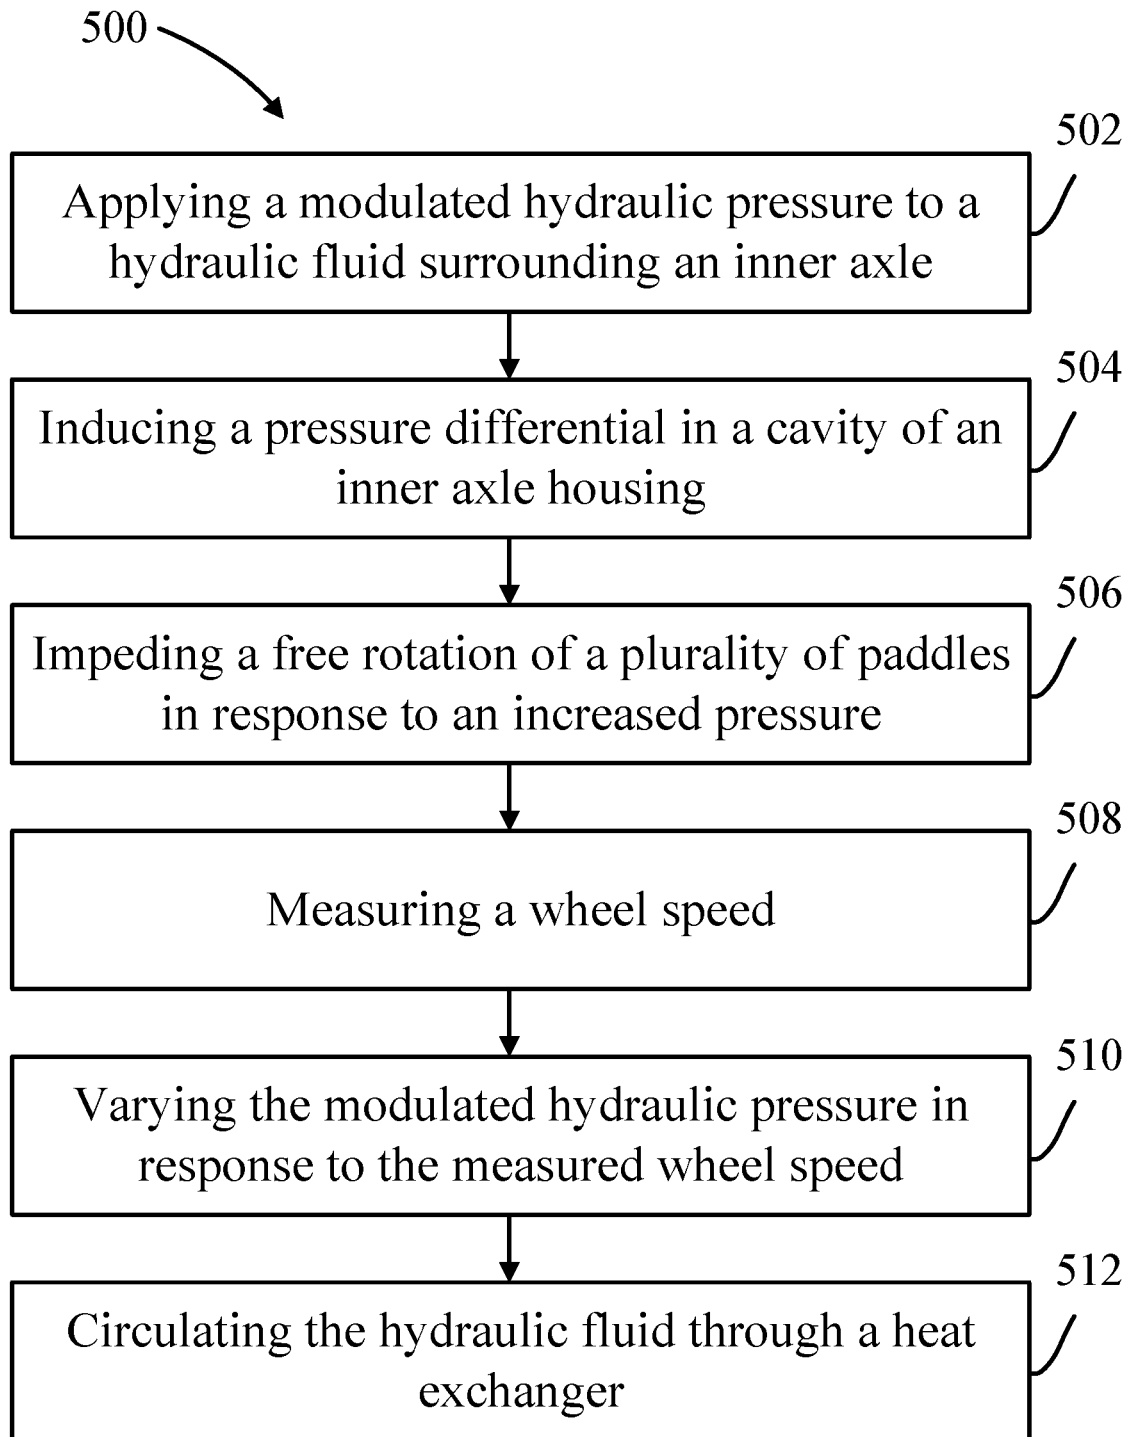 500
502
Applying a modulated hydraulic pressure to a
hydraulic fluid surrounding an inner axle
504
Inducing a pressure differential in a cavity of an
inner axle housing
506
Impeding a free rotation of a plurality of paddles
in response to an increased pressure
508
Measuring a wheel speed
510
Varying the modulated hydraulic pressure in
response to the measured wheel speed
512
Circulating the hydraulic fluid through a heat
exchanger